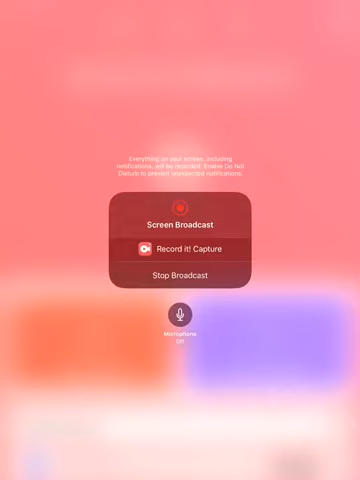 Everything on your screen, including
notifications, will be recorded. Enable Do Not
Disturb to prevent unexpected notifications.
Screen Broadcast
Record it! Capture
Stop Broadcast
Microphone
Off